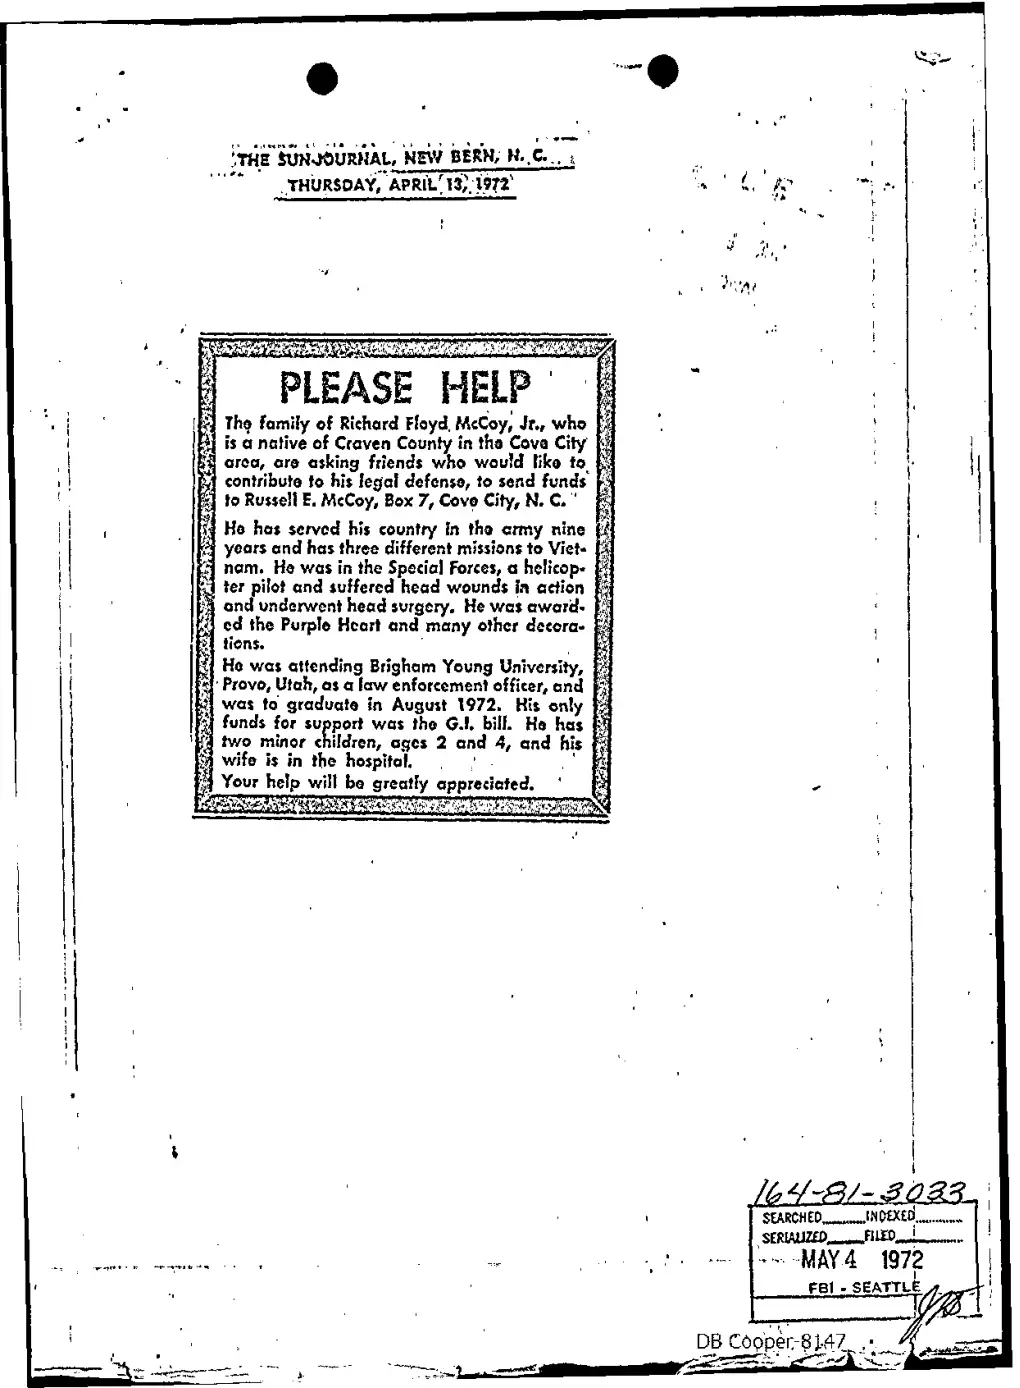 THE SUN-JOURNAL, NEW BERN, N. C.
THURSDAY, APRIL 13, 1972
PLEASE HELP
The family of Richard Floyd McCoy, Jr., who
is a native of Craven County in the Cove City
area, are asking friends who would like to
contribute to his legal defense, to send funds
to Russell E. McCoy, Box 7, Cove City, N. C.
He has served his country in the army nine
years and has three different missions to Viet-
nam. He was in the Special Forces, a helicop-
ter pilot and suffered head wounds in action
and underwent head surgery. He was award-
ed the Purple Heart and many other decora-
tions.
He was attending Brigham Young University,
Provo, Utah, as a law enforcement officer, and
was to graduate in August 1972. His only
funds for support was the G.I. bill. He has
two minor children, ages 2 and 4, and his
wife is in the hospital.
Your help will be greatly appreciated.
164-81-3033
SEARCHED........INDEXED............
SERIALIZED........FILED............
MAY 4 1972
FBI - SEATTLE
DB Cooper-8147